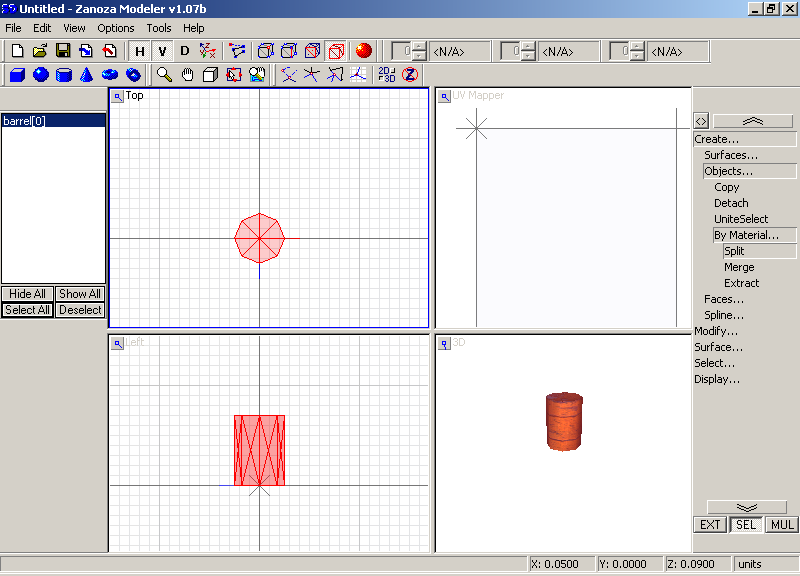 Untitled - Zanoza Modeler v1.07b
File Edit View Options Tools Help
H V D 0 <N/A> 0 <N/A> 0 <N/A>
2D F3D Z
barrel[0]
Hide All Show All
Select All Deselect
Top
UV Mapper
Left
3D
<>
Create...
Surfaces...
Objects...
Copy
Detach
UniteSelect
By Material...
Split
Merge
Extract
Faces...
Spline...
Modify...
Surface...
Select...
Display...
EXT SEL MUL
X: 0.0500 Y: 0.0000 Z: 0.0900 units